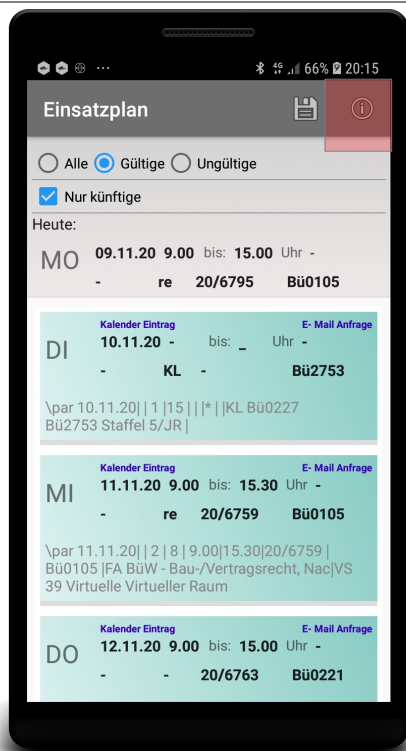 4G 66% 20:15
Einsatzplan
Alle Gültige Ungültige
Nur künftige
Heute:
MO 09.11.20 9.00 bis: 15.00 Uhr -
- re 20/6795 Bü0105
Kalender Eintrag E- Mail Anfrage
DI 10.11.20 - bis: _ Uhr -
- KL - Bü2753
\par 10.11.20| | 1 |15 | | |* | |KL Bü0227
Bü2753 Staffel 5/JR |
Kalender Eintrag E- Mail Anfrage
MI 11.11.20 9.00 bis: 15.30 Uhr -
- re 20/6759 Bü0105
\par 11.11.20| | 2 | 8 | 9.00|15.30|20/6759 |
Bü0105 |FA BüW - Bau-/Vertragsrecht, Nac|VS
39 Virtuelle Virtueller Raum
Kalender Eintrag E- Mail Anfrage
DO 12.11.20 9.00 bis: 15.00 Uhr -
- - 20/6763 Bü0221